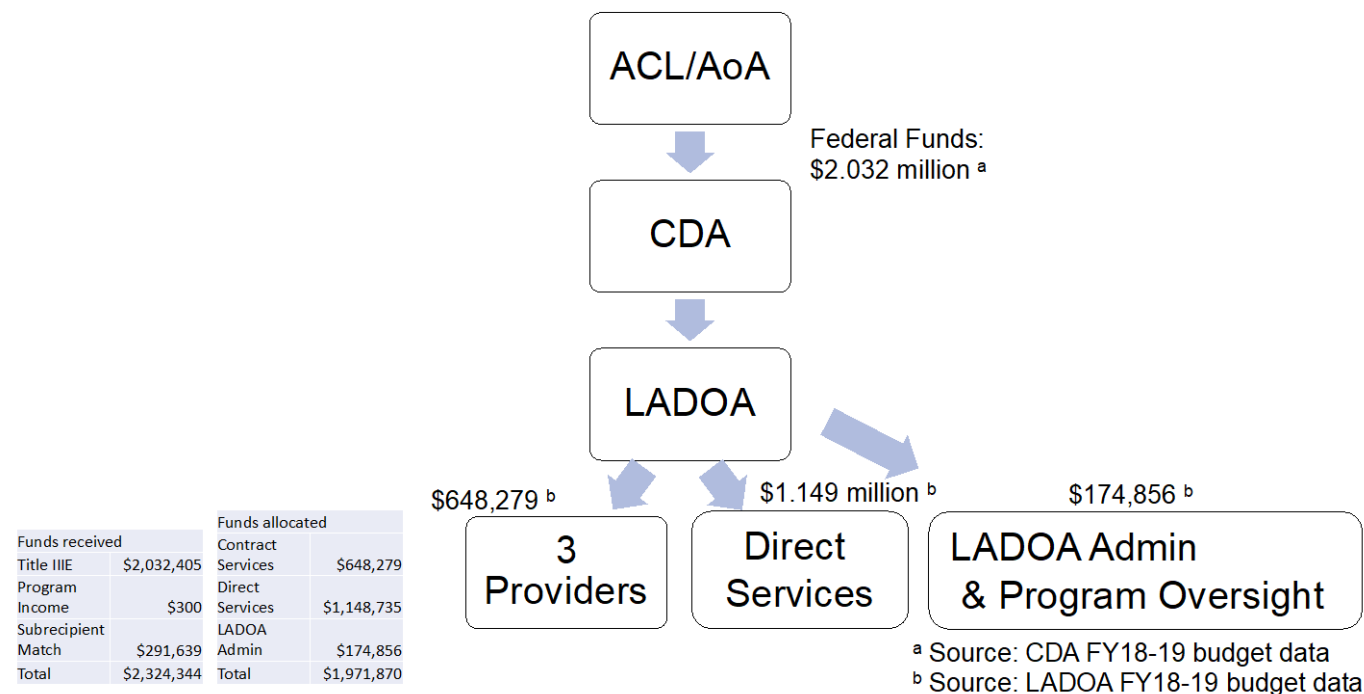 ACL/AoA
Federal Funds:
$2.032 million ᵃ
CDA
LADOA
$648,279 ᵇ
$1.149 million ᵇ
$174,856 ᵇ
3
Providers
Direct
Services
LADOA Admin
& Program Oversight
Funds received
Title IIIE $2,032,405
Program
Income $300
Subrecipient
Match $291,639
Total $2,324,344
Funds allocated
Contract
Services $648,279
Direct
Services $1,148,735
LADOA
Admin $174,856
Total $1,971,870
ᵃ Source: CDA FY18-19 budget data
ᵇ Source: LADOA FY18-19 budget data